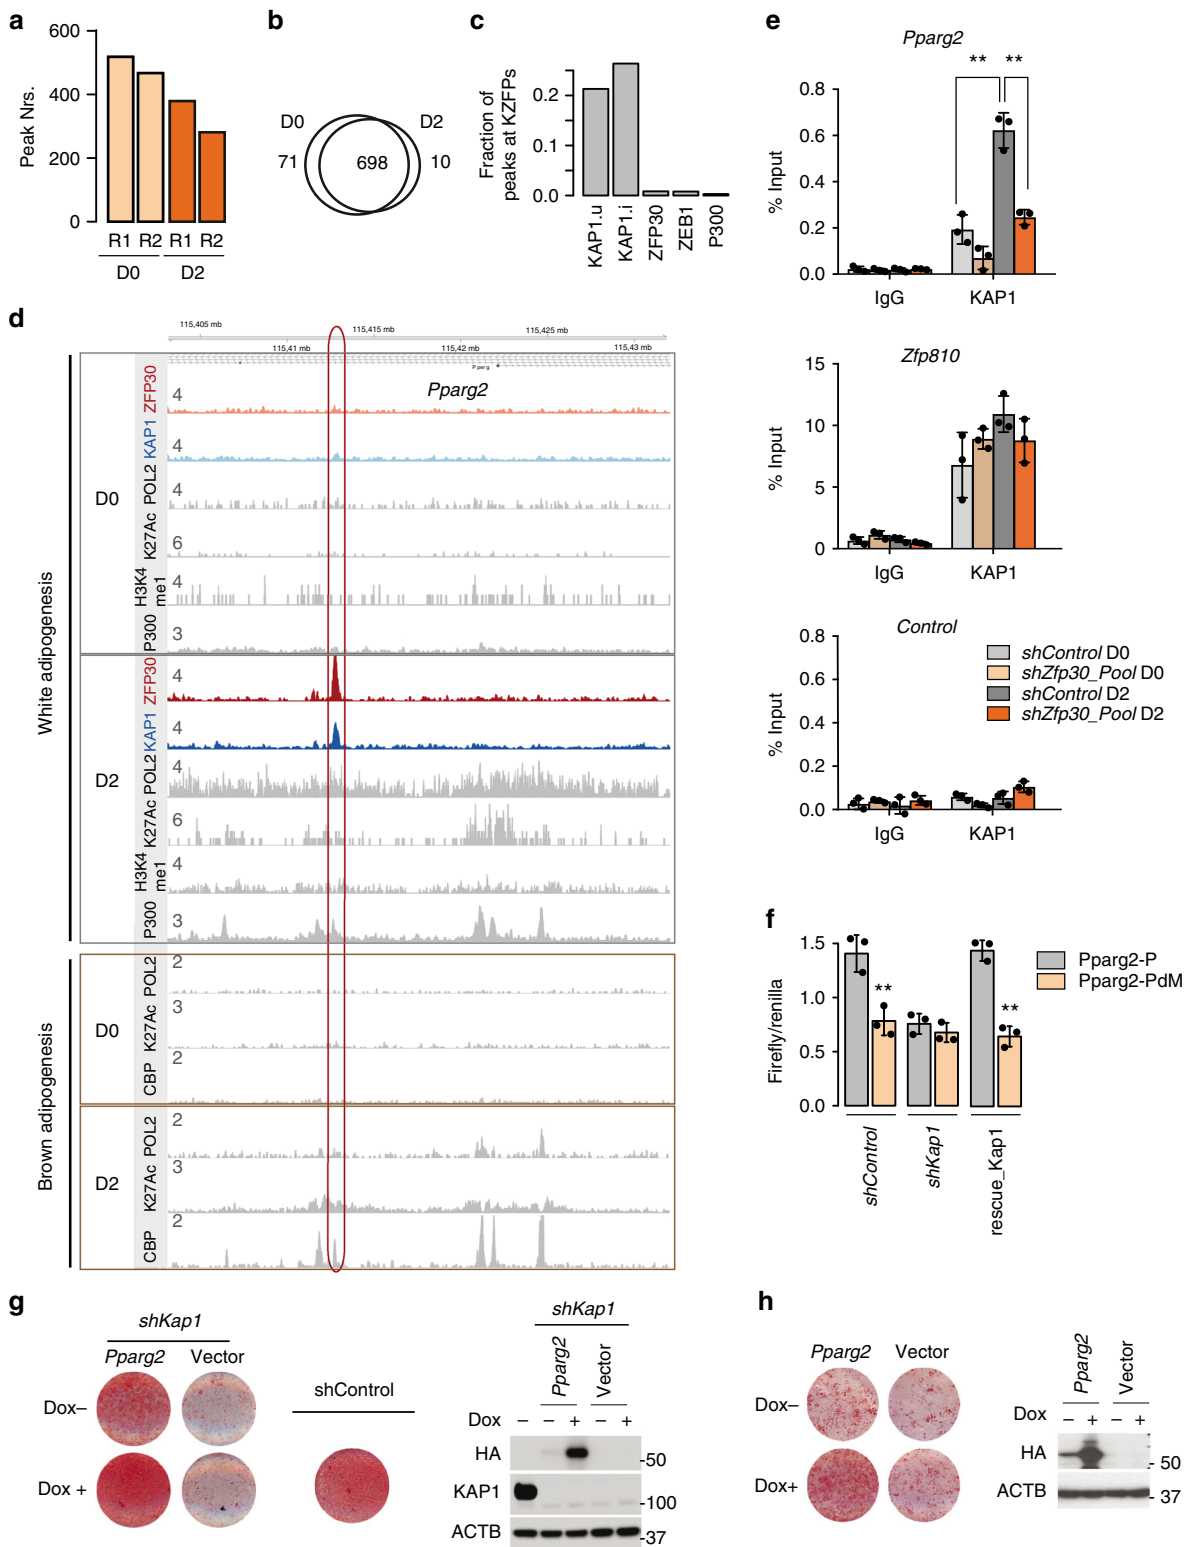 a
Peak Nrs.
600
400
200
0
R1 R2 R1 R2
D0 D2
b
D0 D2
71 698 10
c
Fraction of
peaks at KZFPs
0.2
0.1
0.0
KAP1.u
KAP1.i
ZFP30
ZEB1
P300
d
115,405 mb 115,415 mb 115,425 mb
115,41 mb 115,42 mb 115,43 mb
Pparg
Pparg2
White adipogenesis
D0
ZFP30 4
KAP1 4
POL2 4
K27Ac 6
H3K4
me1 4
P300 3
D2
ZFP30 4
KAP1 4
POL2 4
K27Ac 6
H3K4
me1 4
P300 3
Brown adipogenesis
D0
POL2 2
K27Ac 3
CBP 2
D2
POL2 2
K27Ac 3
CBP 2
e
Pparg2
** **
% Input
0.8
0.6
0.4
0.2
0.0
IgG KAP1
Zfp810
% Input
15
10
5
0
IgG KAP1
Control
% Input
0.8
0.6
0.4
0.2
0.0
IgG KAP1
shControl D0
shZfp30_Pool D0
shControl D2
shZfp30_Pool D2
f
Firefly/renilla
1.5
1.0
0.5
0.0
** **
shControl
shKap1
rescue_Kap1
Pparg2-P
Pparg2-PdM
g
shKap1
Pparg2 Vector
Dox–
Dox +
shControl
shKap1
Pparg2 Vector
Dox – – + – +
HA -50
KAP1 -100
ACTB -37
h
Pparg2 Vector
Dox–
Dox+
Pparg2 Vector
Dox – + – +
HA - 50
ACTB - 37